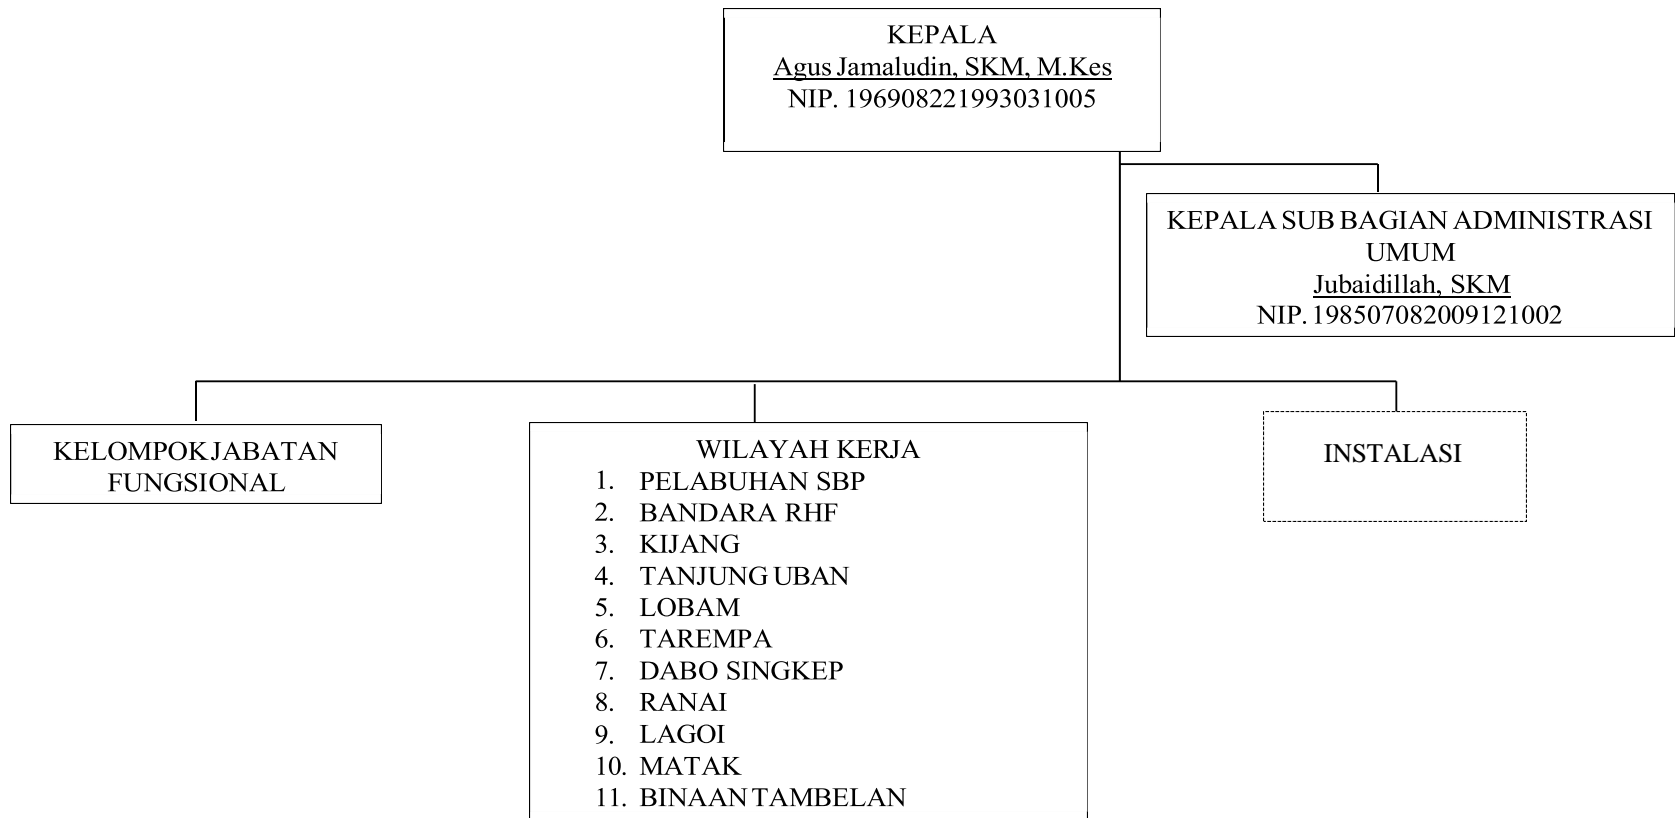 KEPALA
Agus Jamaludin, SKM, M.Kes
NIP. 196908221993031005
KEPALA SUB BAGIAN ADMINISTRASI
UMUM
Jubaidillah, SKM
NIP. 198507082009121002
KELOMPOK JABATAN
FUNGSIONAL
WILAYAH KERJA
1. PELABUHAN SBP
2. BANDARA RHF
3. KIJANG
4. TANJUNG UBAN
5. LOBAM
6. TAREMPA
7. DABO SINGKEP
8. RANAI
9. LAGOI
10. MATAK
11. BINAAN TAMBELAN
INSTALASI